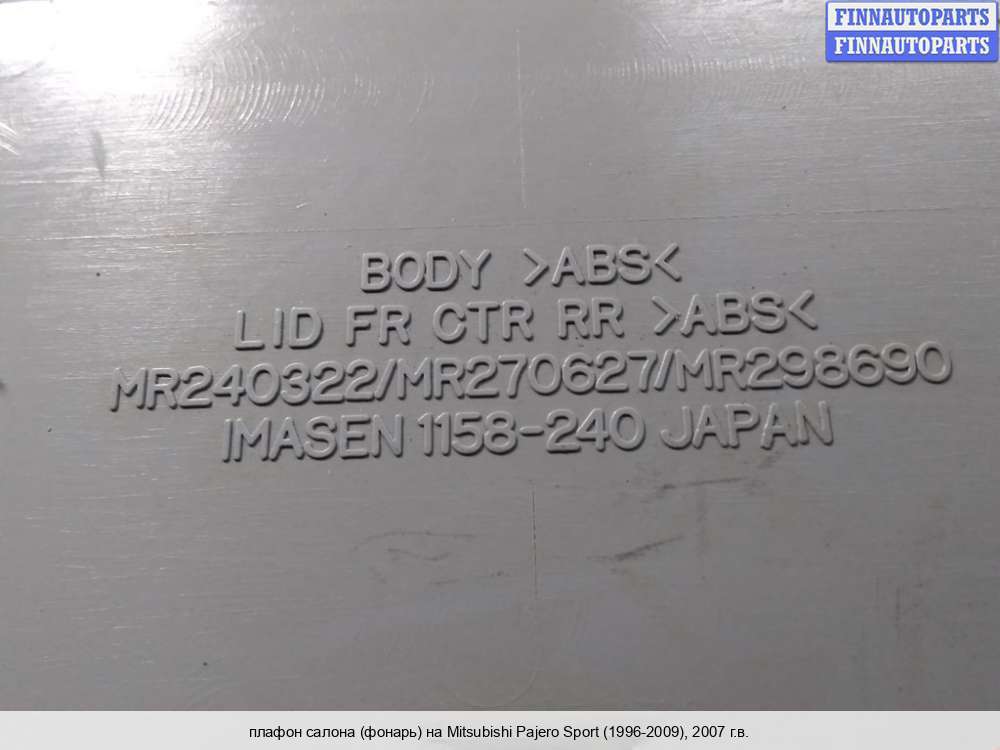 FINNAUTOPARTS
FINNAUTOPARTS
BODY >ABS<
LID FR CTR RR >ABS<
MR240322/MR270627/MR298690
IMASEN 1158-240 JAPAN
плафон салона (фонарь) на Mitsubishi Pajero Sport (1996-2009), 2007 г.в.